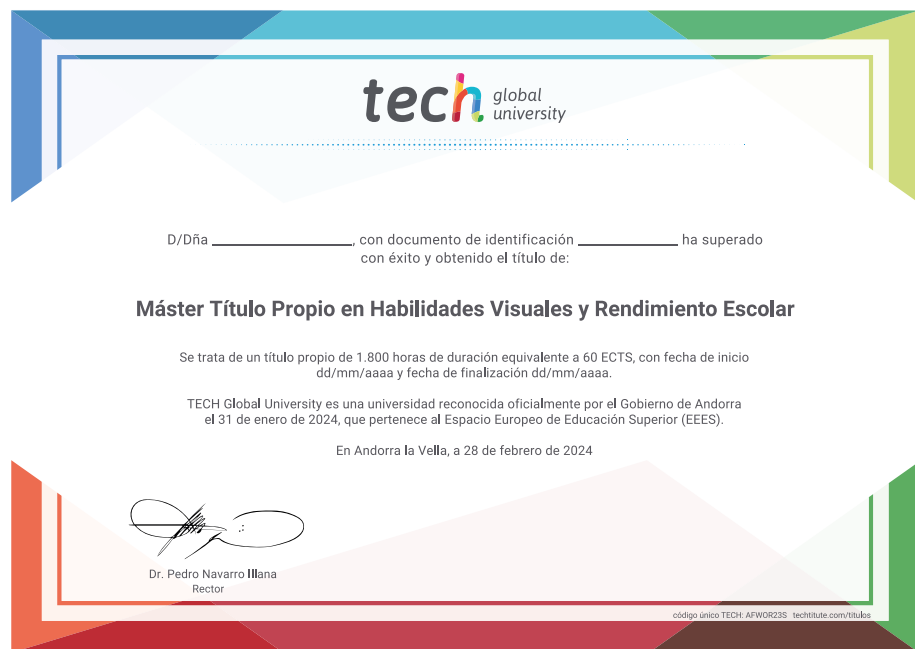 tech global university
D/Dña ____________________, con documento de identificación ______________ ha superado
con éxito y obtenido el título de:
Máster Título Propio en Habilidades Visuales y Rendimiento Escolar
Se trata de un título propio de 1.800 horas de duración equivalente a 60 ECTS, con fecha de inicio
dd/mm/aaaa y fecha de finalización dd/mm/aaaa.
TECH Global University es una universidad reconocida oficialmente por el Gobierno de Andorra
el 31 de enero de 2024, que pertenece al Espacio Europeo de Educación Superior (EEES).
En Andorra la Vella, a 28 de febrero de 2024
Dr. Pedro Navarro Illana
Rector
código único TECH: AFWOR23S techtitute.com/titulos